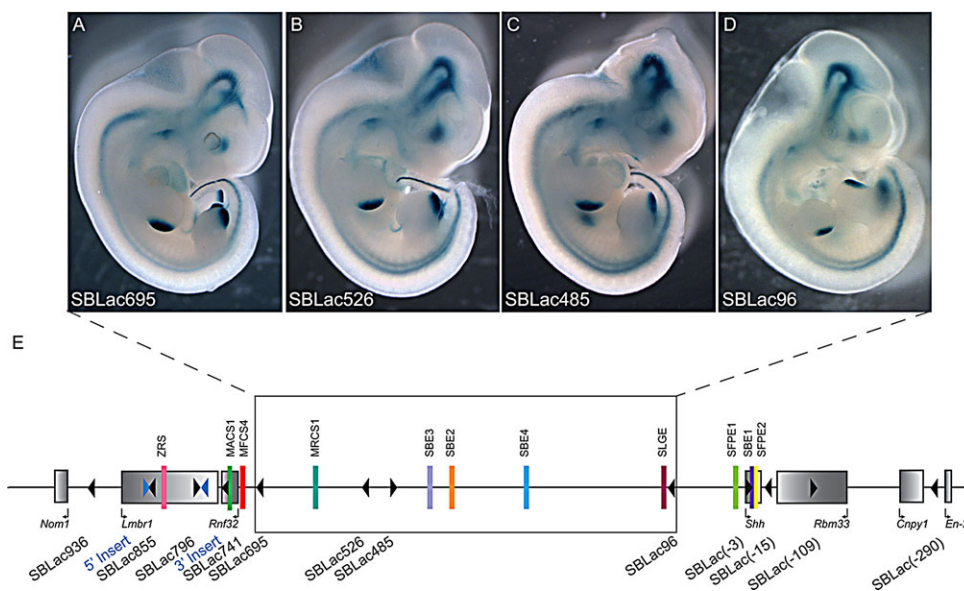 A
B
C
D
SBLac695
SBLac526
SBLac485
SBLac96
E
ZRS
MACS1
MFCS4
MRCS1
SBE3
SBE2
SBE4
SLGE
SFPE1
SBE1
SFPE2
Nom1
Lmbr1
Rnf32
Shh
Rbm33
Cnpy1
SBLac936
5' Insert
SBLac855
SBLac796
3' Insert
SBLac741
SBLac695
SBLac526
SBLac485
SBLac96
SBLac(-3)
SBLac(-15)
SBLac(-109)
SBLac(-290)